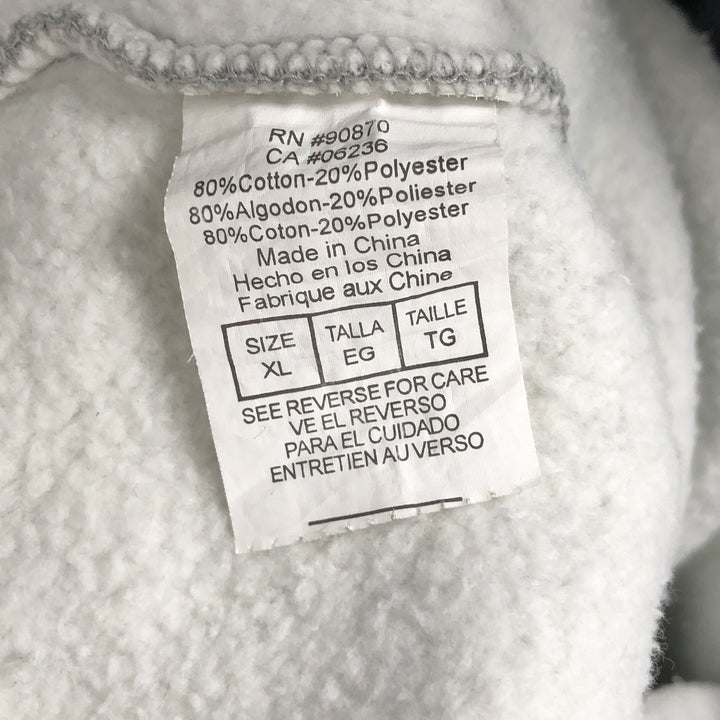 RN #90870
CA #06236
80%Cotton-20%Polyester
80%Algodon-20%Poliester
80%Coton-20%Polyester
Made in China
Hecho en los China
Fabrique aux Chine
SIZE TALLA TAILLE
XL EG TG
SEE REVERSE FOR CARE
VE EL REVERSO
PARA EL CUIDADO
ENTRETIEN AU VERSO